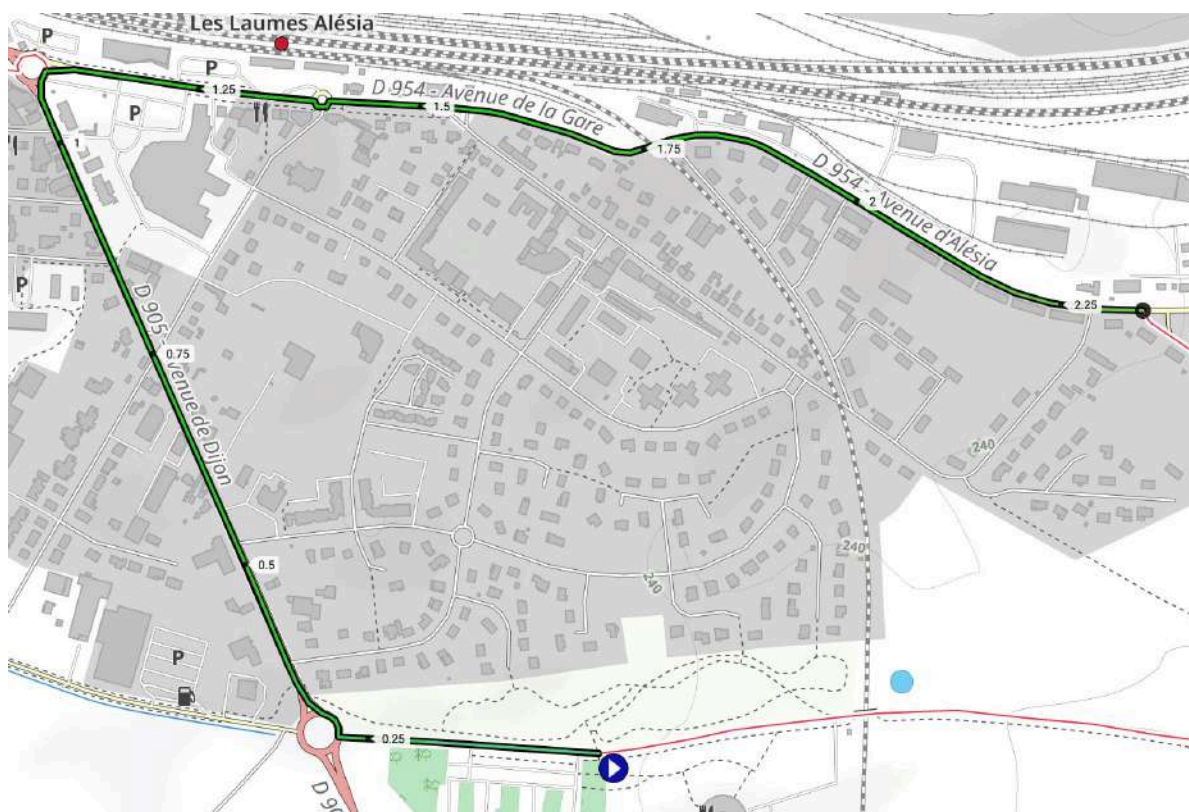 Les Laumes Alésia
P
P
P
1.25
D 954 - Avenue de la Gare
1.5
1
1.75
D 954 - Avenue d'Alésia
2
P
2.25
D 905 - Avenue de Dijon
0.75
240
0.5
240
240
P
0.25
D 90